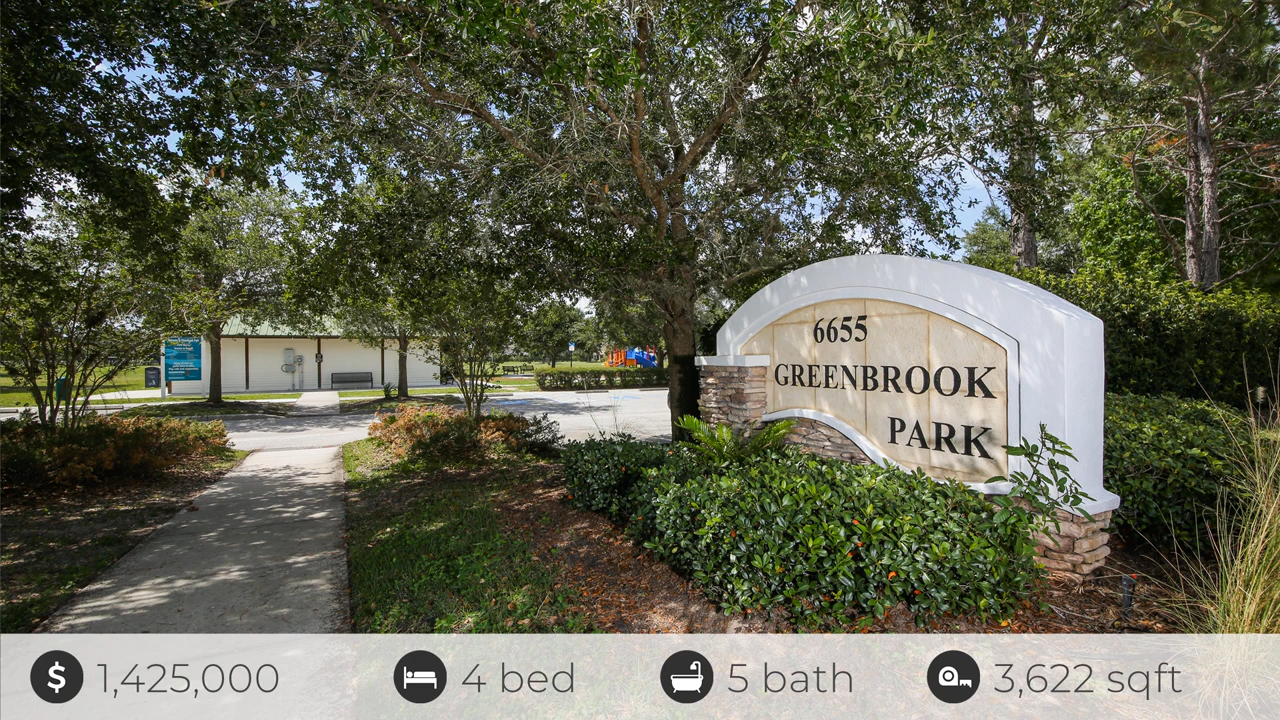 6655
GREENBROOK
PARK
$ 1,425,000
4 bed
5 bath
3,622 sqft